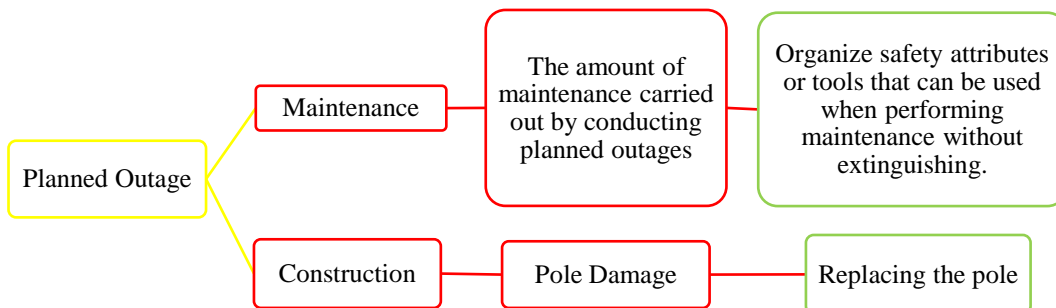 Planned Outage
Maintenance
The amount of
maintenance carried
out by conducting
planned outages
Organize safety attributes
or tools that can be used
when performing
maintenance without
extinguishing.
Construction
Pole Damage
Replacing the pole